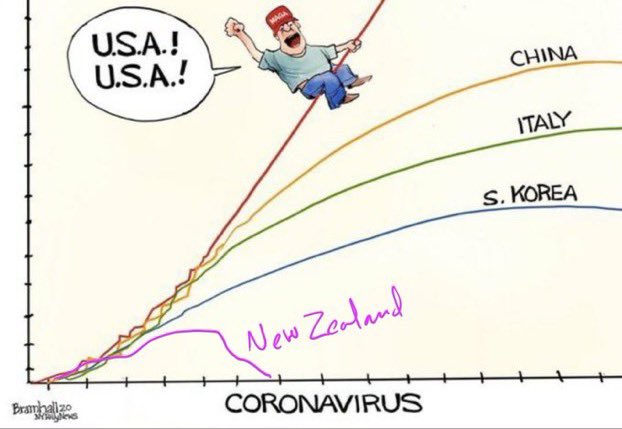 MAGA
U.S.A.!
U.S.A.!
CHINA
ITALY
S. KOREA
New Zealand
Bramhall 20
NY Daily News
CORONAVIRUS